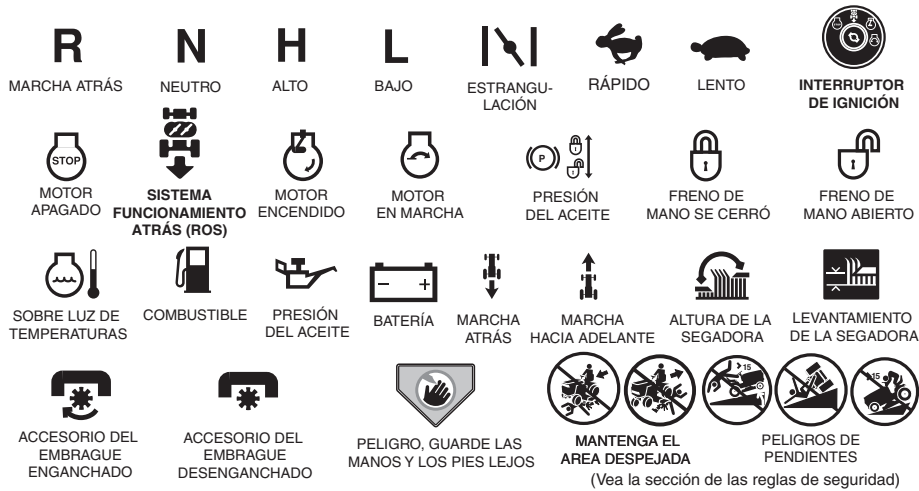 R N H L
MARCHA ATRÁS
NEUTRO
ALTO
BAJO
ESTRANGU-
LACIÓN
RÁPIDO
LENTO
INTERRUPTOR
DE IGNICIÓN
STOP
MOTOR
APAGADO
SISTEMA
FUNCIONAMIENTO
ATRÁS (ROS)
MOTOR
ENCENDIDO
MOTOR
EN MARCHA
P
PRESIÓN
DEL ACEITE
FRENO DE
MANO SE CERRÓ
FRENO DE
MANO ABIERTO
SOBRE LUZ DE
TEMPERATURAS
COMBUSTIBLE
PRESIÓN
DEL ACEITE
BATERÍA
MARCHA
ATRÁS
MARCHA
HACIA ADELANTE
ALTURA DE LA
SEGADORA
LEVANTAMIENTO
DE LA SEGADORA
ACCESORIO DEL
EMBRAGUE
ENGANCHADO
ACCESORIO DEL
EMBRAGUE
DESENGANCHADO
PELIGRO, GUARDE LAS
MANOS Y LOS PIES LEJOS
MANTENGA EL
AREA DESPEJADA
15
15
PELIGROS DE
PENDIENTES
(Vea la sección de las reglas de seguridad)